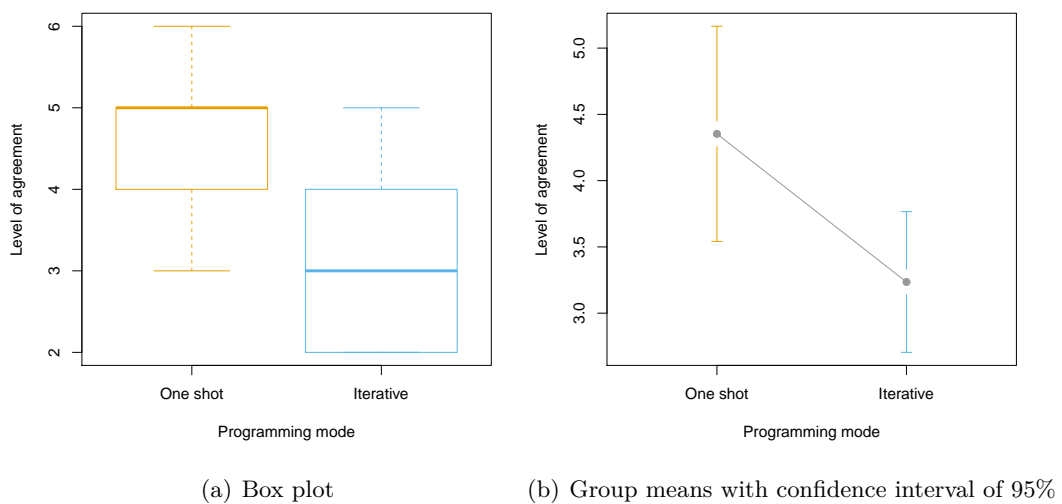 6
5
4
3
2
Level of agreement
One shot
Iterative
Programming mode
(a) Box plot
5.0
4.5
4.0
3.5
3.0
Level of agreement
One shot
Iterative
Programming mode
(b) Group means with confidence interval of 95%